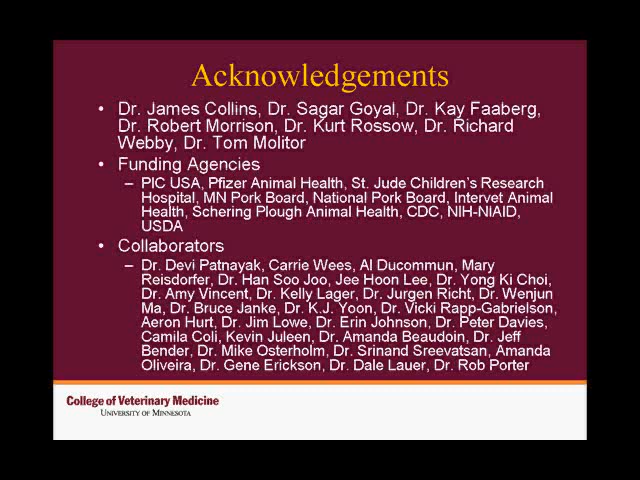 Acknowledgements
• Dr. James Collins, Dr. Sagar Goyal, Dr. Kay Faaberg,
Dr. Robert Morrison, Dr. Kurt Rossow, Dr. Richard
Webby, Dr. Tom Molitor
• Funding Agencies
– PIC USA, Pfizer Animal Health, St. Jude Children's Research
Hospital, MN Pork Board, National Pork Board, Intervet Animal
Health, Schering Plough Animal Health, CDC, NIH-NIAID,
USDA
• Collaborators
– Dr. Devi Patnayak, Carrie Wees, Al Ducommun, Mary
Reisdorfer, Dr. Han Soo Joo, Jee Hoon Lee, Dr. Yong Ki Choi,
Dr. Amy Vincent, Dr. Kelly Lager, Dr. Jurgen Richt, Dr. Wenjun
Ma, Dr. Bruce Janke, Dr. K.J. Yoon, Dr. Vicki Rapp-Gabrielson,
Aeron Hurt, Dr. Jim Lowe, Dr. Erin Johnson, Dr. Peter Davies,
Camila Coli, Kevin Juleen, Dr. Amanda Beaudoin, Dr. Jeff
Bender, Dr. Mike Osterholm, Dr. Srinand Sreevatsan, Amanda
Oliveira, Dr. Gene Erickson, Dr. Dale Lauer, Dr. Rob Porter
College of Veterinary Medicine
UNIVERSITY OF MINNESOTA